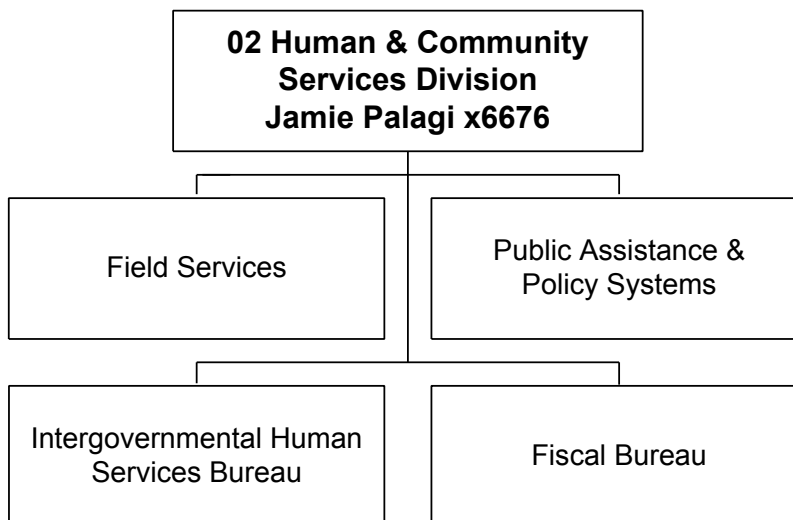 02 Human & Community
Services Division
Jamie Palagi x6676
Field Services
Public Assistance &
Policy Systems
Intergovernmental Human
Services Bureau
Fiscal Bureau